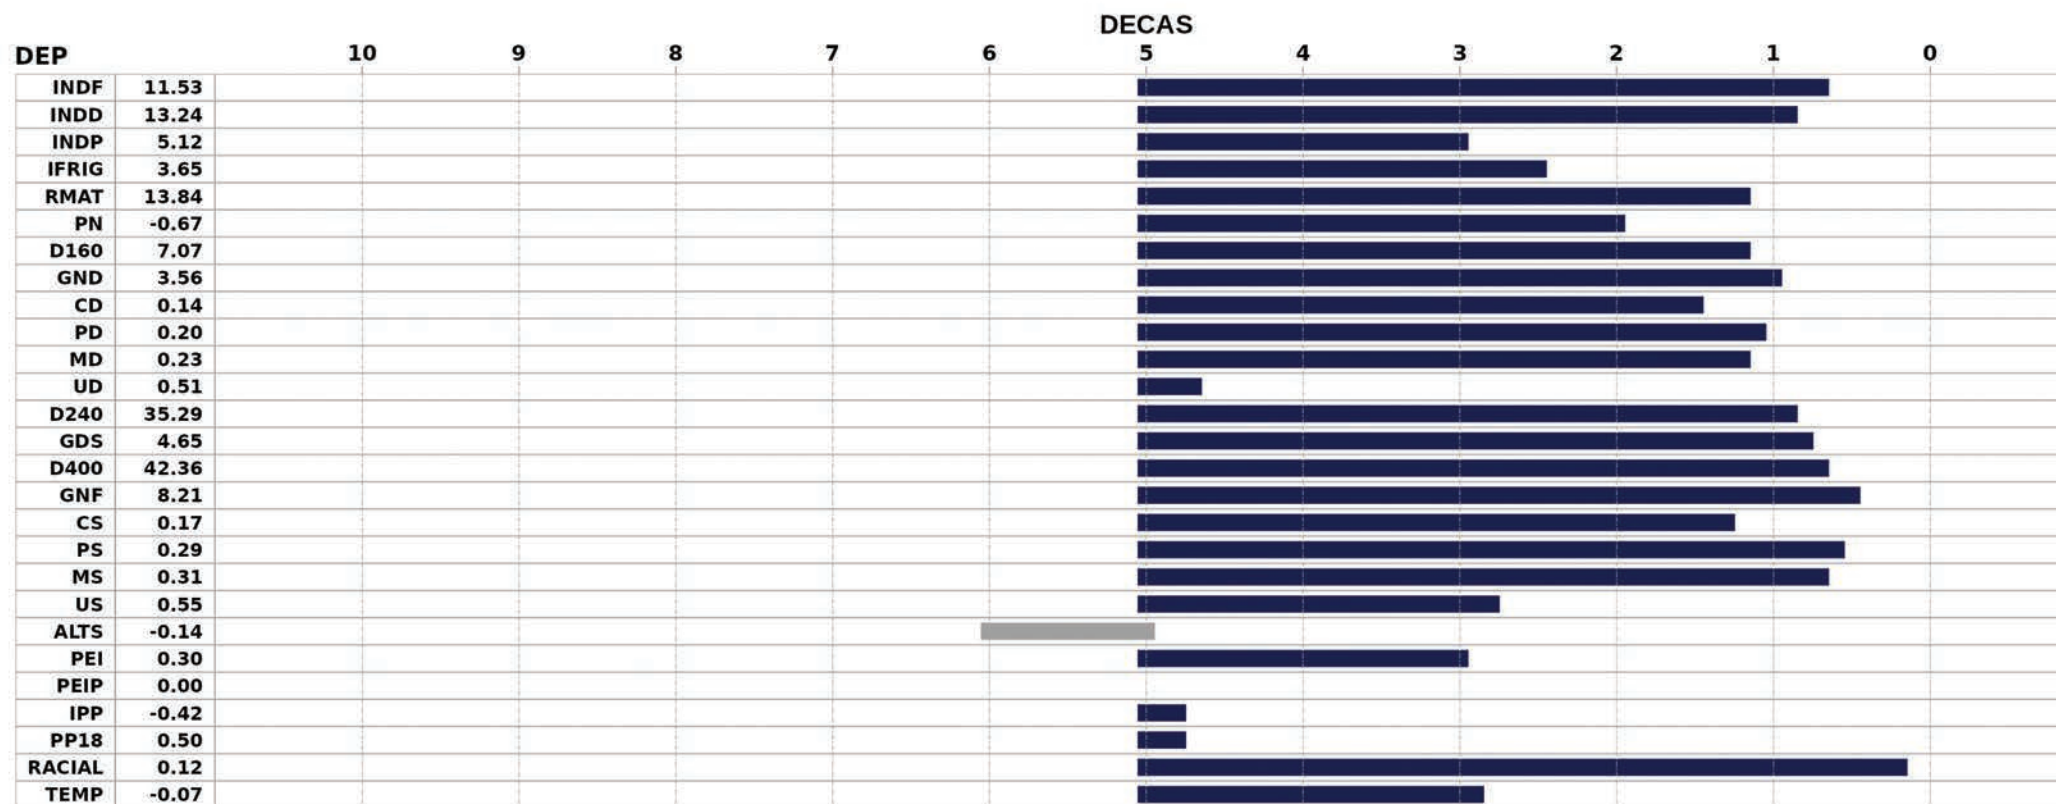 DECAS
DEP 10 9 8 7 6 5 4 3 2 1 0
INDF 11.53
INDD 13.24
INDP 5.12
IFRIG 3.65
RMAT 13.84
PN -0.67
D160 7.07
GND 3.56
CD 0.14
PD 0.20
MD 0.23
UD 0.51
D240 35.29
GDS 4.65
D400 42.36
GNF 8.21
CS 0.17
PS 0.29
MS 0.31
US 0.55
ALTS -0.14
PEI 0.30
PEIP 0.00
IPP -0.42
PP18 0.50
RACIAL 0.12
TEMP -0.07